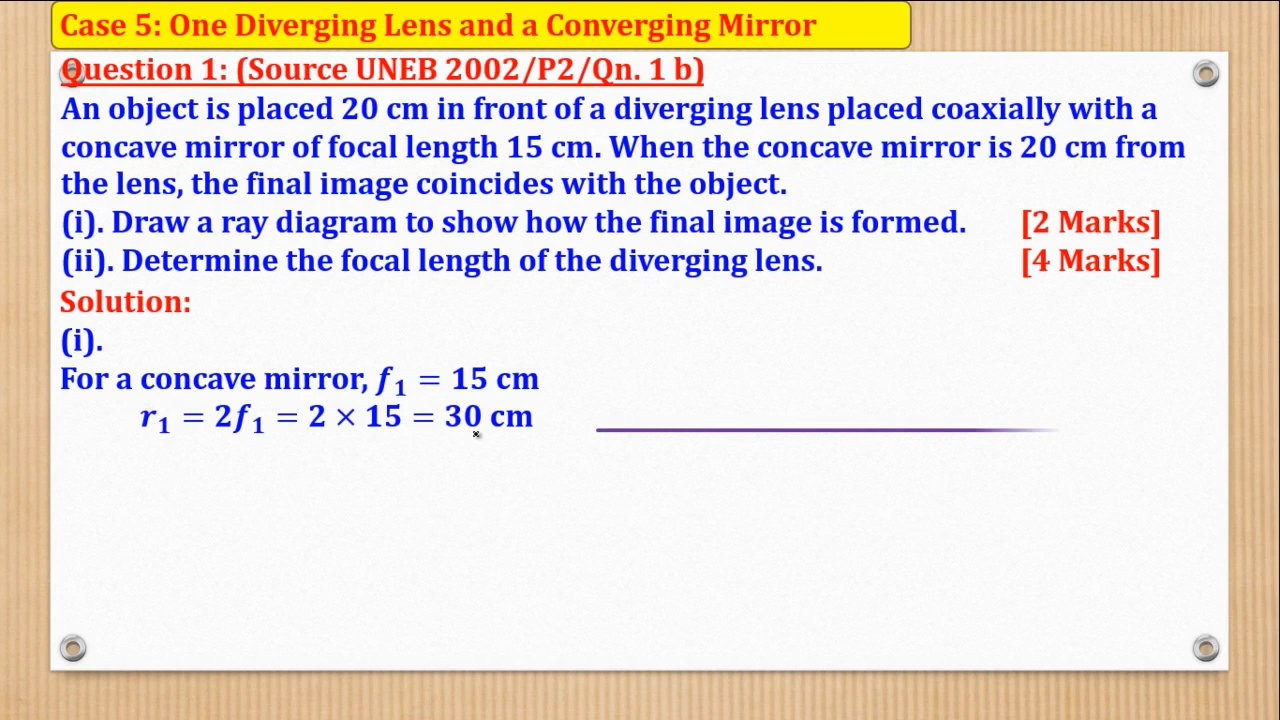 Case 5: One Diverging Lens and a Converging Mirror
Question 1: (Source UNEB 2002/P2/Qn. 1 b)
An object is placed 20 cm in front of a diverging lens placed coaxially with a
concave mirror of focal length 15 cm. When the concave mirror is 20 cm from
the lens, the final image coincides with the object.
(i). Draw a ray diagram to show how the final image is formed. [2 Marks]
(ii). Determine the focal length of the diverging lens. [4 Marks]
Solution:
(i).
For a concave mirror, f₁ = 15 cm
r₁ = 2f₁ = 2 × 15 = 30 cm